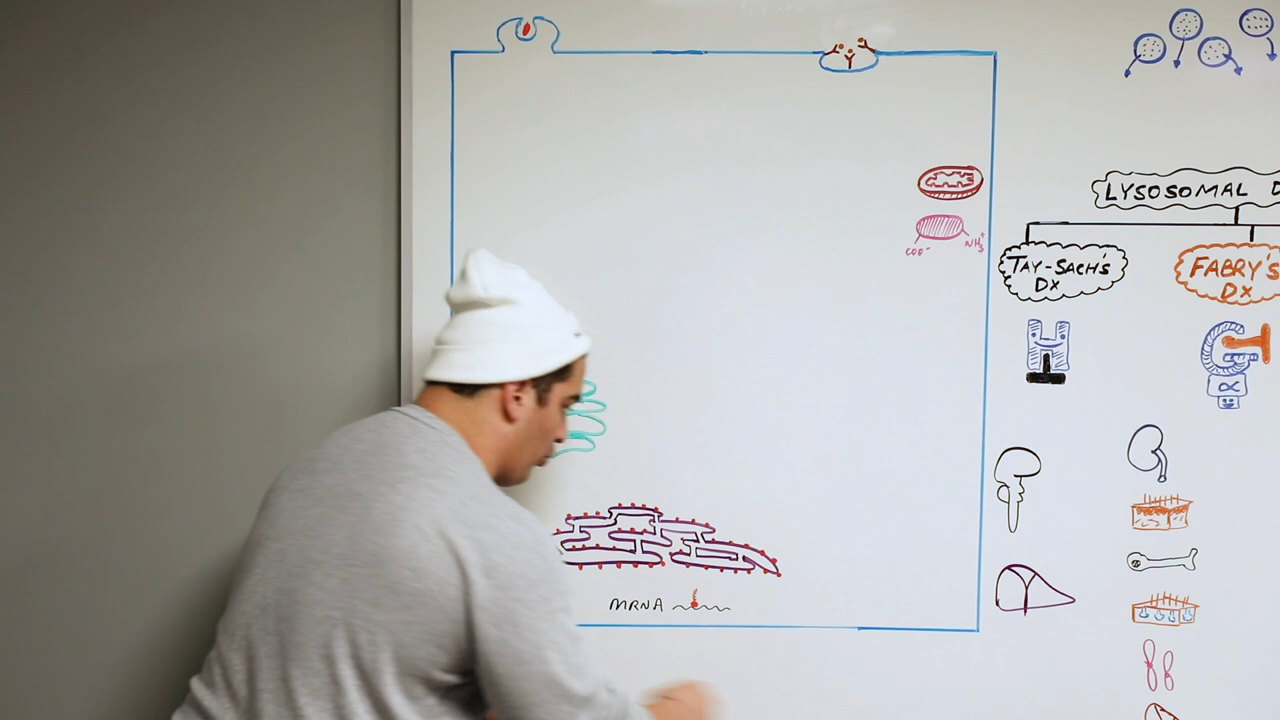 LYSOSOMAL D
COO⁻
NH₃⁺
TAY-SACH'S
DX
FABRY'S
DX
H
G T
α
MRNA